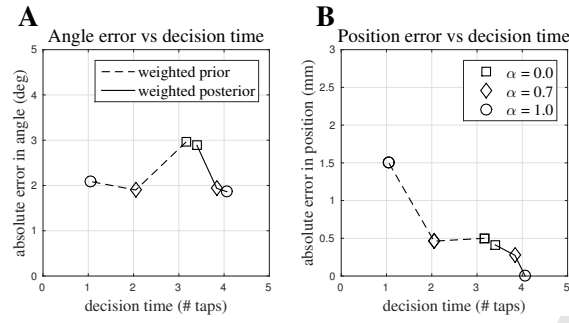 A
Angle error vs decision time
absolute error in angle (deg)
5
4
3
2
1
0
0 1 2 3 4 5
decision time (# taps)
weighted prior
weighted posterior
B
Position error vs decision time
absolute error in position (mm)
3
2.5
2
1.5
1
0.5
0
0 1 2 3 4 5
decision time (# taps)
α = 0.0
α = 0.7
α = 1.0